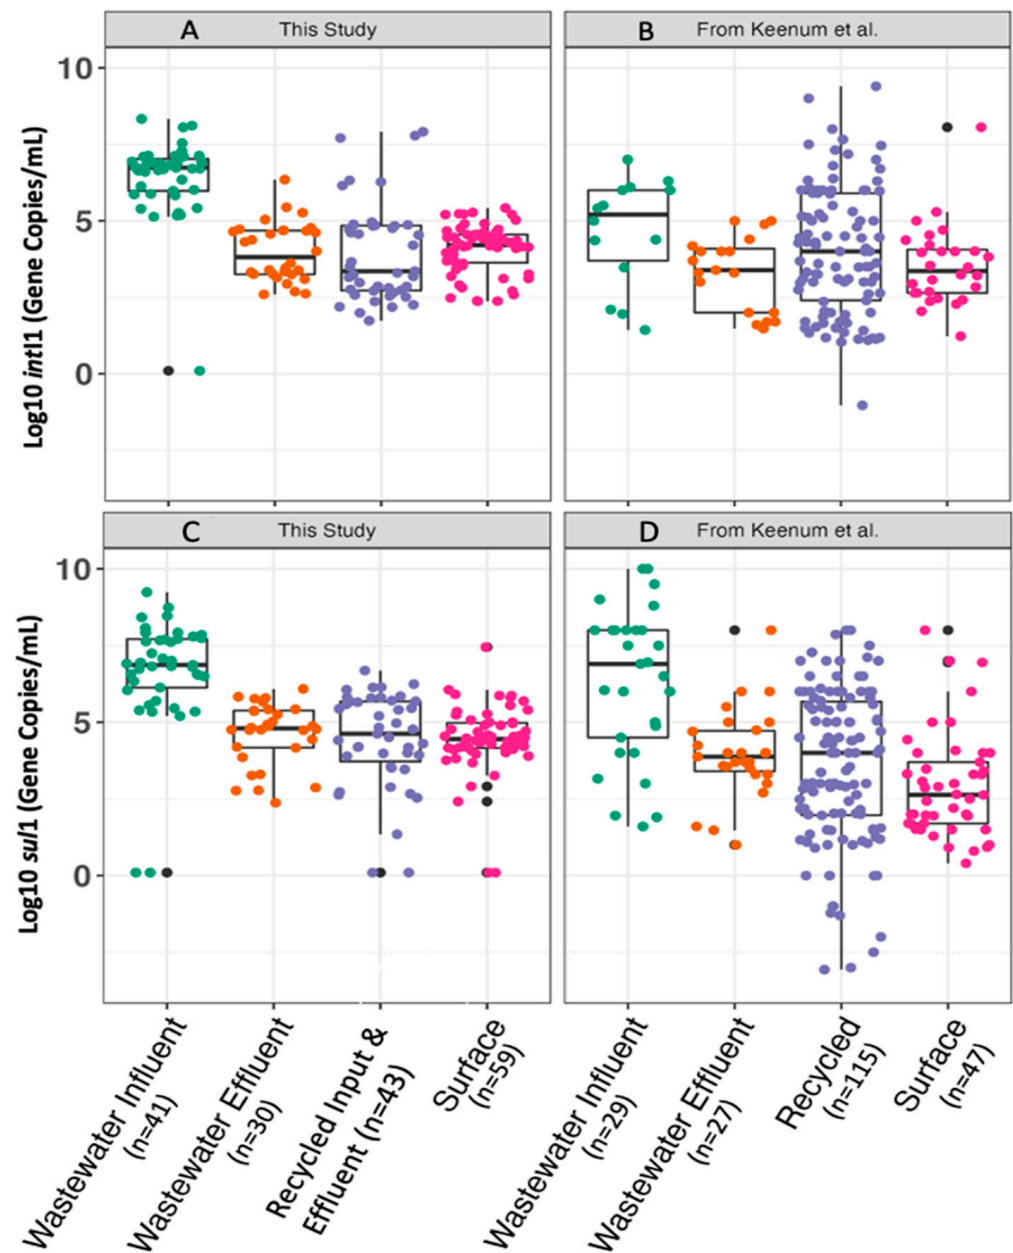 A This Study
B From Keenum et al.
Log10 intI1 (Gene Copies/mL)
10
5
0
C This Study
D From Keenum et al.
Log10 sul1 (Gene Copies/mL)
10
5
0
Wastewater Influent
(n=41)
Wastewater Effluent
(n=30)
Recycled Input &
Effluent (n=43)
Surface
(n=59)
Wastewater Influent
(n=29)
Wastewater Effluent
(n=27)
Recycled
(n=115)
Surface
(n=47)